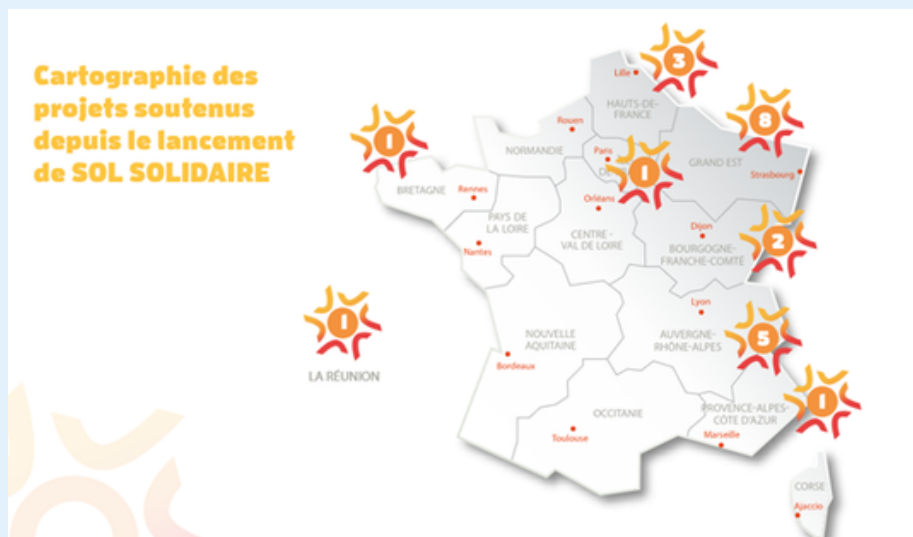 Cartographie des
projets soutenus
depuis le lancement
de SOL SOLIDAIRE
3
Lille
HAUTS-DE-
FRANCE
8
Rouen
1
NORMANDIE
Paris
DE
1
GRAND EST
Strasbourg
BRETAGNE
Rennes
Orléans
PAYS DE
LA LOIRE
Nantes
CENTRE -
VAL DE LOIRE
Dijon
BOURGOGNE-
FRANCHE-COMTÉ
2
1
LA RÉUNION
Lyon
NOUVELLE
AQUITAINE
AUVERGNE-
RHÔNE-ALPES
5
Bordeaux
OCCITANIE
PROVENCE-ALPES-
CÔTE D'AZUR
1
Toulouse
Marseille
CORSE
Ajaccio